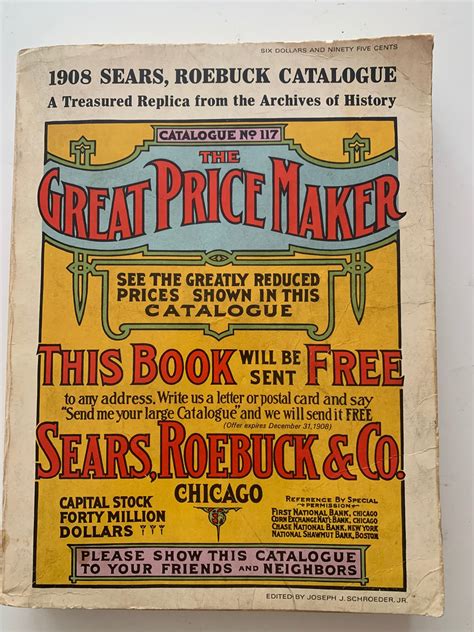 SIX DOLLARS AND NINETY FIVE CENTS
1908 SEARS, ROEBUCK CATALOGUE
A Treasured Replica from the Archives of History
CATALOGUE No 117
THE
GREAT PRICE MAKER
SEE THE GREATLY REDUCED
PRICES SHOWN IN THIS
CATALOGUE
THIS BOOK WILL BE SENT FREE
to any address. Write us a letter or postal card and say
"Send me your large Catalogue" and we will send it FREE
(Offer expires December 31, 1908)
SEARS, ROEBUCK & CO.
CHICAGO
CAPITAL STOCK
FORTY MILLION
DOLLARS
REFERENCE BY SPECIAL
PERMISSION
FIRST NATIONAL BANK, CHICAGO
CORN EXCHANGE NAT'L BANK, CHICAGO
CHASE NATIONAL BANK, NEW YORK
NATIONAL SHAWMUT BANK, BOSTON
PLEASE SHOW THIS CATALOGUE
TO YOUR FRIENDS AND NEIGHBORS
EDITED BY JOSEPH J. SCHROEDER, JR.